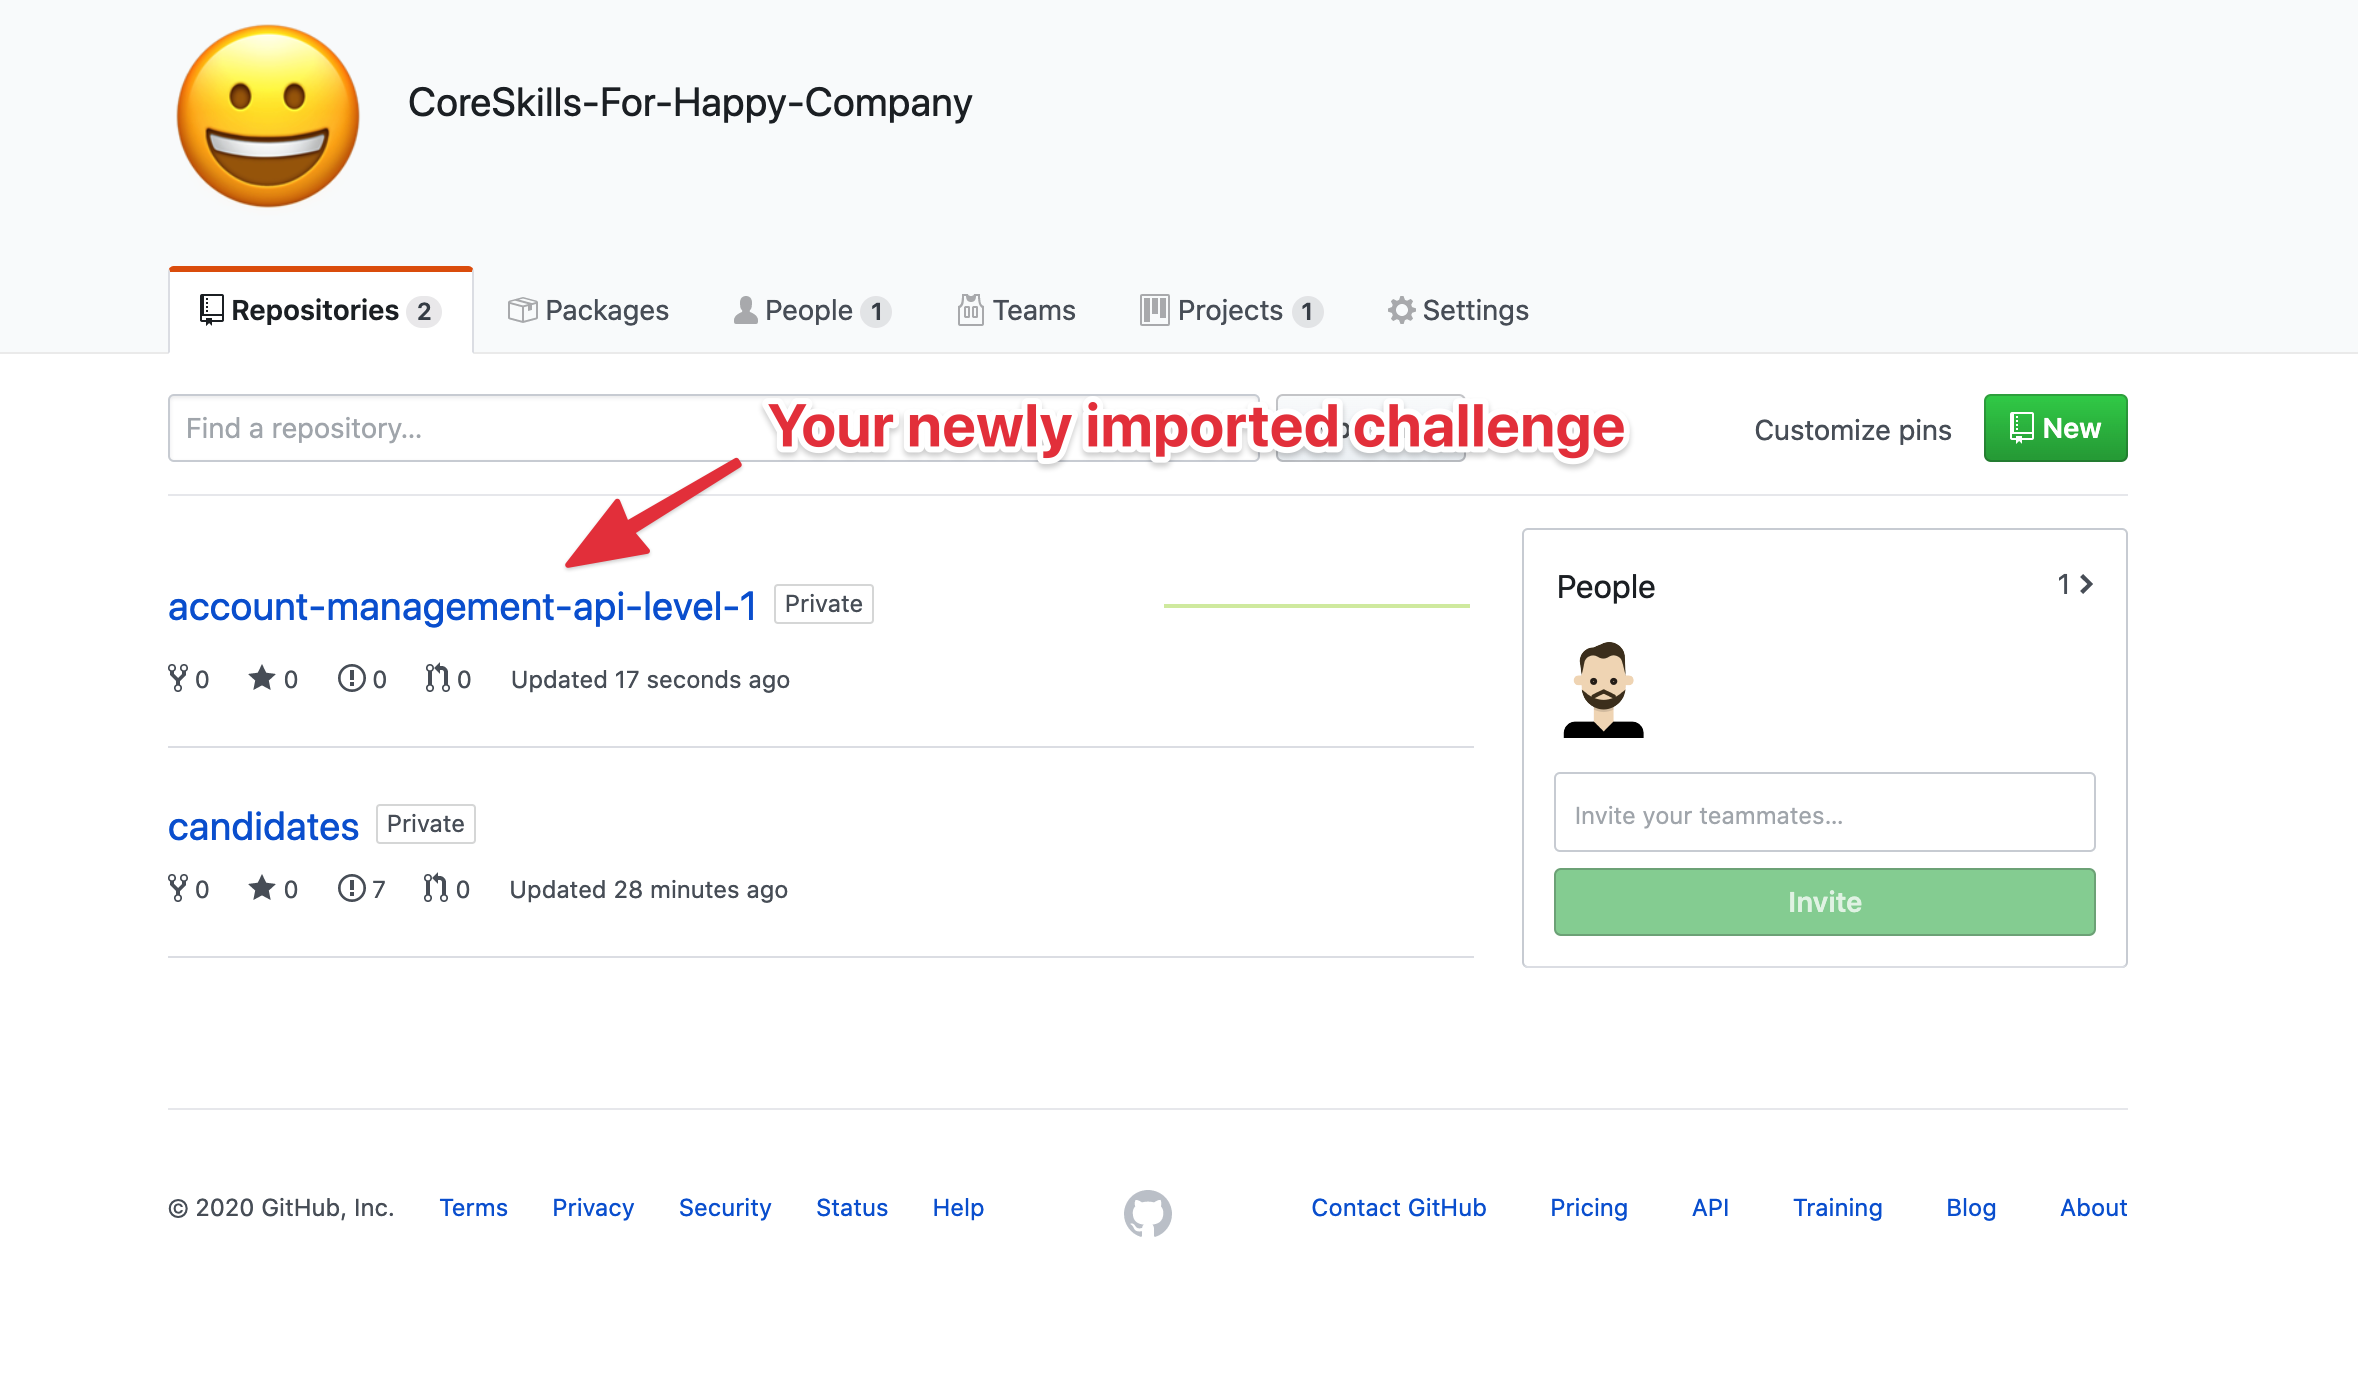 CoreSkills-For-Happy-Company
Repositories 2 Packages People 1 Teams Projects 1 Settings
Find a repository...
Your newly imported challenge
Customize pins
New
account-management-api-level-1 Private
0 0 0 0 Updated 17 seconds ago
candidates Private
0 0 7 0 Updated 28 minutes ago
People 1
Invite your teammates...
Invite
© 2020 GitHub, Inc. Terms Privacy Security Status Help Contact GitHub Pricing API Training Blog About